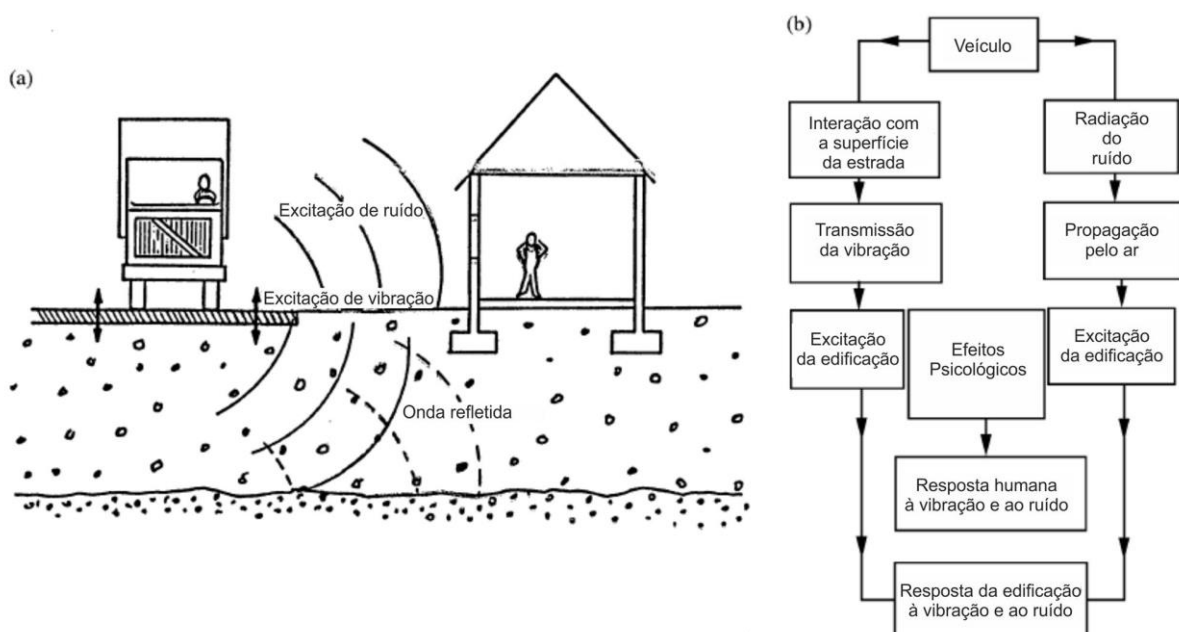 (a)
Excitação de ruído
Excitação de vibração
Onda refletida
(b)
Veículo
Interação com
a superfície
da estrada
Radiação
do
ruído
Transmissão
da vibração
Propagação
pelo ar
Excitação
da edificação
Efeitos
Psicológicos
Excitação
da edificação
Resposta humana
à vibração e ao ruído
Resposta da edificação
à vibração e ao ruído